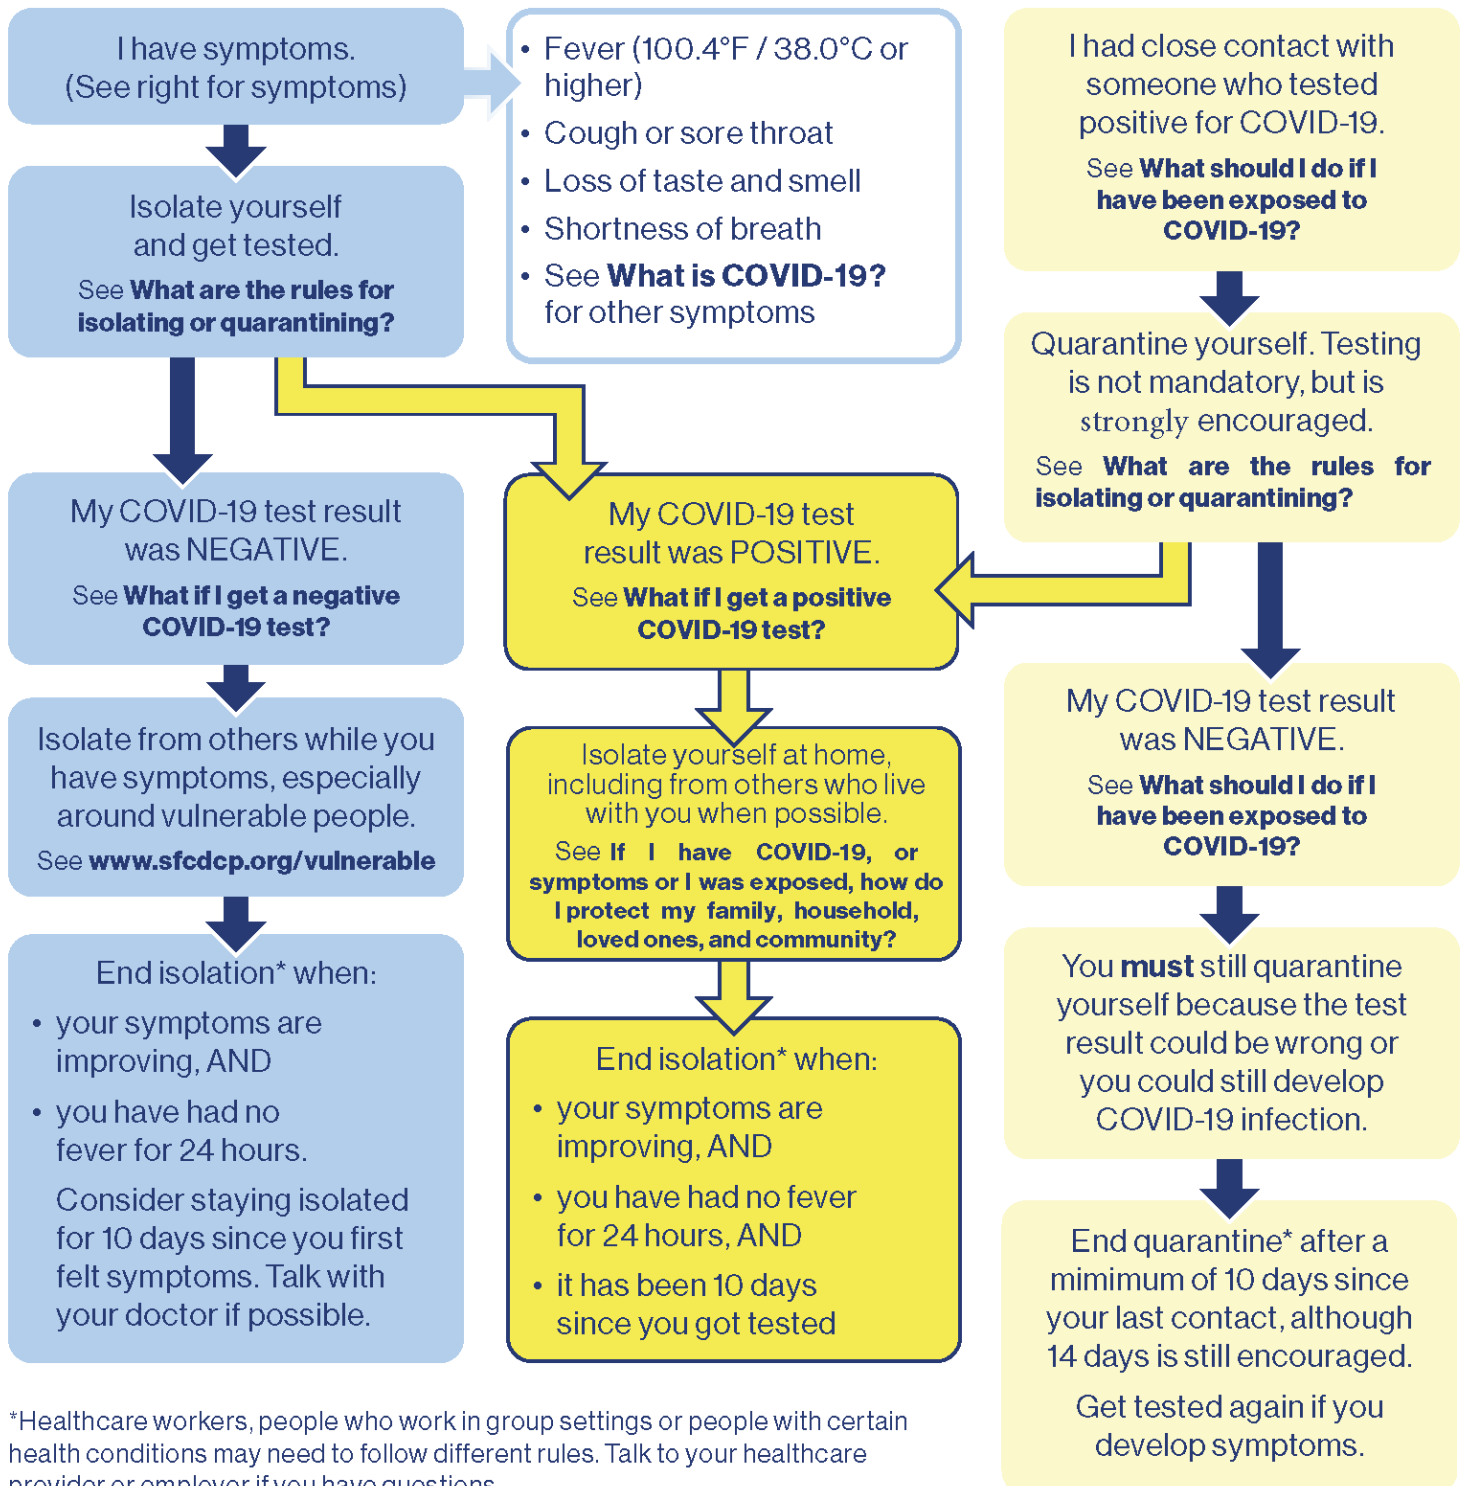 I have symptoms.
(See right for symptoms)
• Fever (100.4°F / 38.0°C or
higher)
• Cough or sore throat
• Loss of taste and smell
• Shortness of breath
• See What is COVID-19?
for other symptoms
Isolate yourself
and get tested.
See What are the rules for
isolating or quarantining?
My COVID-19 test result
was NEGATIVE.
See What if I get a negative
COVID-19 test?
Isolate from others while you
have symptoms, especially
around vulnerable people.
See www.sfcdcp.org/vulnerable
End isolation* when:
• your symptoms are
improving, AND
• you have had no
fever for 24 hours.
Consider staying isolated
for 10 days since you first
felt symptoms. Talk with
your doctor if possible.
My COVID-19 test
result was POSITIVE.
See What if I get a positive
COVID-19 test?
Isolate yourself at home,
including from others who live
with you when possible.
See If I have COVID-19, or
symptoms or I was exposed, how do
I protect my family, household,
loved ones, and community?
End isolation* when:
• your symptoms are
improving, AND
• you have had no fever
for 24 hours, AND
• it has been 10 days
since you got tested
I had close contact with
someone who tested
positive for COVID-19.
See What should I do if I
have been exposed to
COVID-19?
Quarantine yourself. Testing
is not mandatory, but is
strongly encouraged.
See What are the rules for
isolating or quarantining?
My COVID-19 test result
was NEGATIVE.
See What should I do if I
have been exposed to
COVID-19?
You must still quarantine
yourself because the test
result could be wrong or
you could still develop
COVID-19 infection.
End quarantine* after a
mimimum of 10 days since
your last contact, although
14 days is still encouraged.
Get tested again if you
develop symptoms.
*Healthcare workers, people who work in group settings or people with certain
health conditions may need to follow different rules. Talk to your healthcare
provider or employer if you have questions